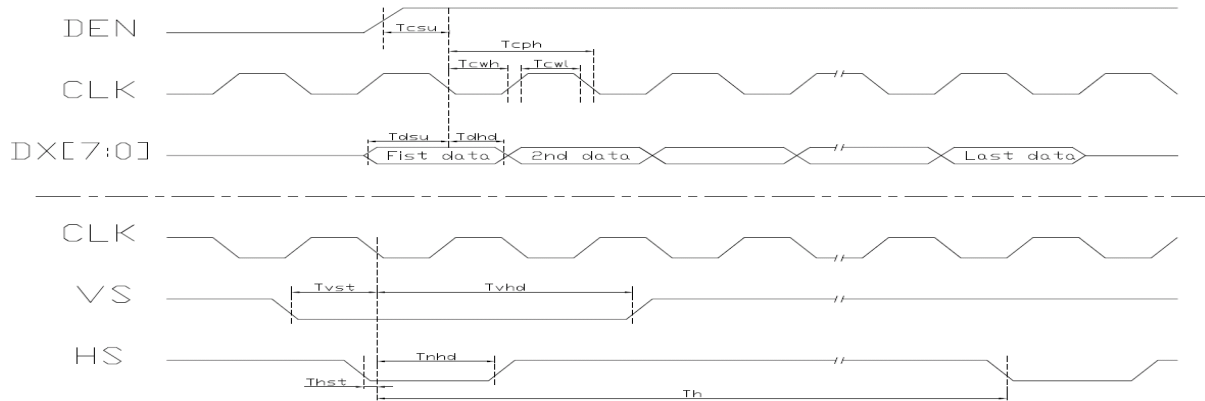 DEN
Tcsu
Tcph
CLK
Tcwh
Tcwl
DX[7:0]
Tdsu
Tdhd
Fist data
2nd data
Last data
CLK
VS
Tvst
Tvhd
HS
Tnhd
Thst
Th